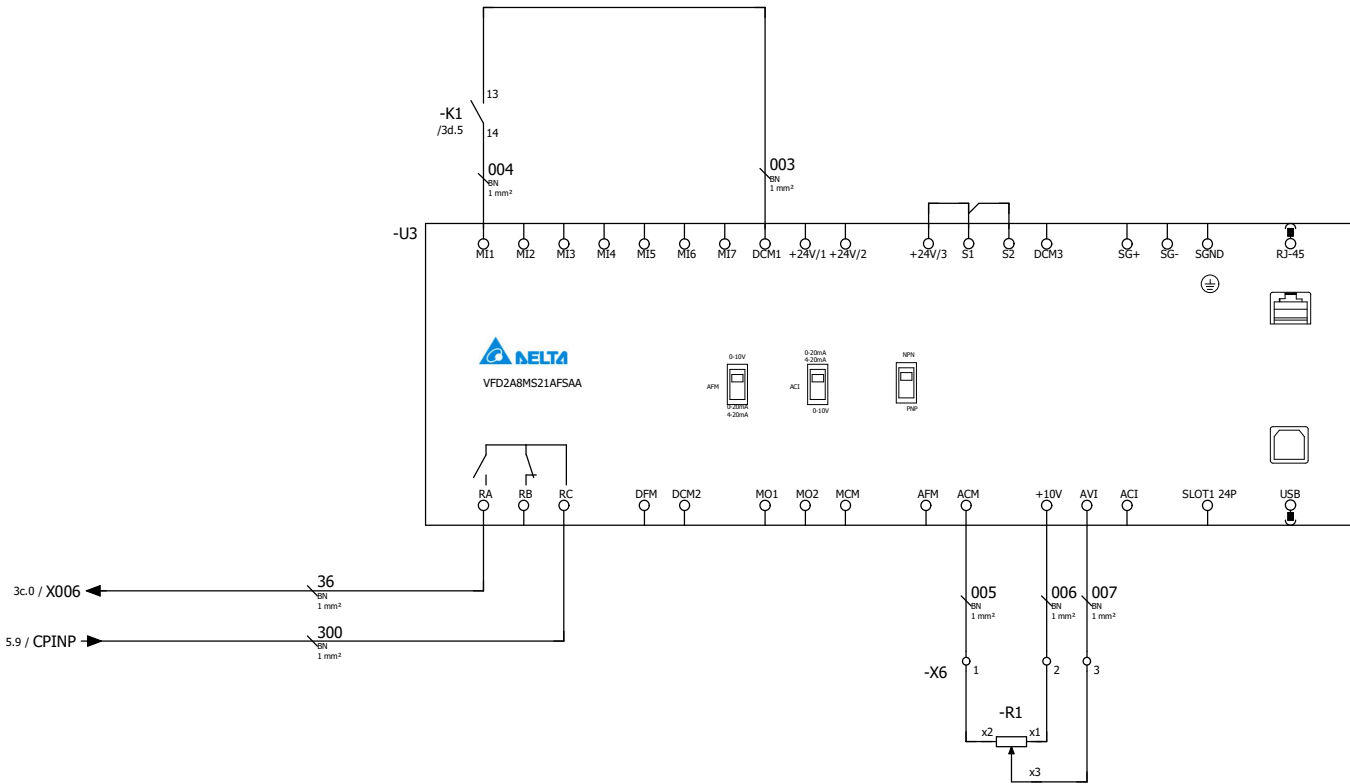 13
-K1
/3d.5
14
004
BN
1 mm²
003
BN
1 mm²
-U3
MI1 MI2 MI3 MI4 MI5 MI6 MI7 DCM1 +24V/1 +24V/2 +24V/3 S1 S2 DCM3 SG+ SG- SGND RJ-45
DELTA
VFD2A8MS21AFSAA
0-10V
AFM
0-20mA
4-20mA
0-20mA
4-20mA
ACI
0-10V
NPN
PNP
RA RB RC DFM DCM2 MO1 MO2 MCM AFM ACM +10V AVI ACI SLOT1 24P USB
3c.0 / X006
36
BN
1 mm²
5.9 / CPINP
300
BN
1 mm²
005
BN
1 mm²
006
BN
1 mm²
007
BN
1 mm²
-X6
1
2
3
-R1
x2
x1
x3